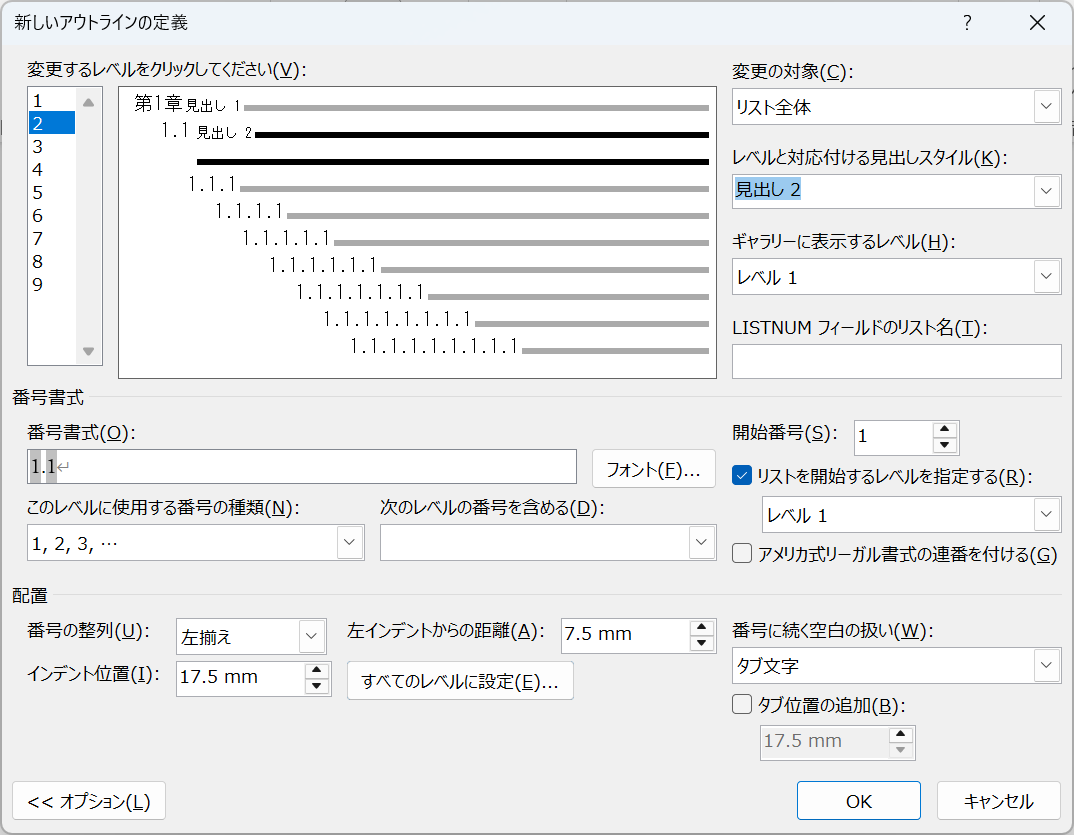 新しいアウトラインの定義
?
変更するレベルをクリックしてください(V):
1
2
3
4
5
6
7
8
9
第1章 見出し 1
1.1 見出し 2
1.1.1
1.1.1.1
1.1.1.1.1
1.1.1.1.1.1
1.1.1.1.1.1.1
1.1.1.1.1.1.1.1
1.1.1.1.1.1.1.1.1
変更の対象(C):
リスト全体
レベルと対応付ける見出しスタイル(K):
見出し 2
ギャラリーに表示するレベル(H):
レベル 1
LISTNUM フィールドのリスト名(T):
番号書式
番号書式(O):
1.1↵
フォント(F)...
このレベルに使用する番号の種類(N):
1, 2, 3, …
次のレベルの番号を含める(D):
開始番号(S):
1
リストを開始するレベルを指定する(R):
レベル 1
アメリカ式リーガル書式の連番を付ける(G)
配置
番号の整列(U):
左揃え
左インデントからの距離(A):
7.5 mm
インデント位置(I):
17.5 mm
すべてのレベルに設定(E)...
番号に続く空白の扱い(W):
タブ文字
タブ位置の追加(B):
17.5 mm
<< オプション(L)
OK
キャンセル